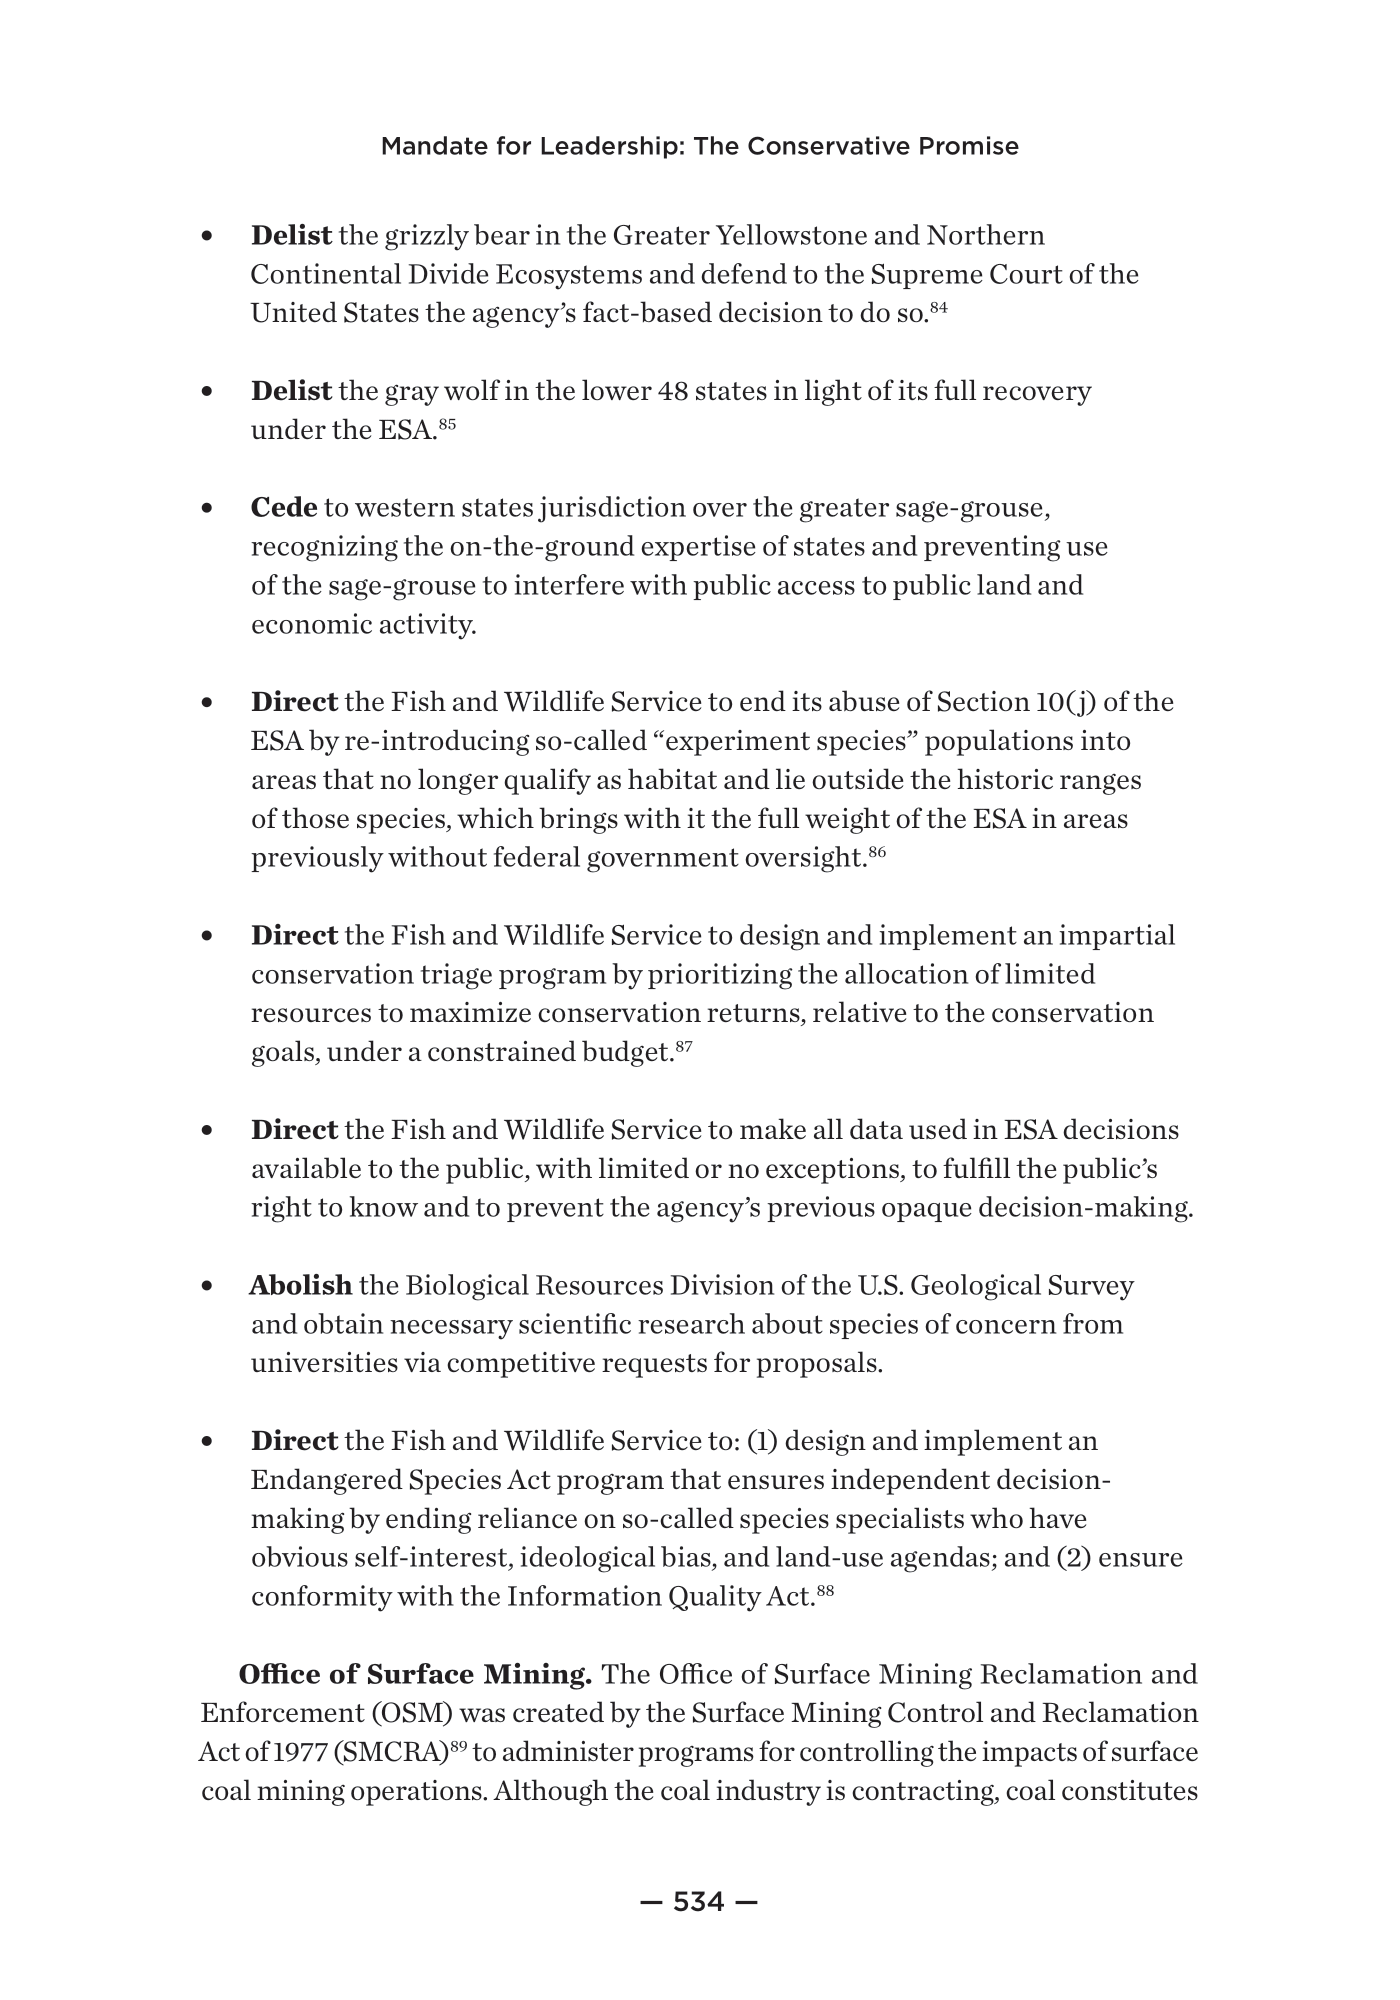 Mandate for Leadership: The Conservative Promise
• Delist the grizzly bear in the Greater Yellowstone and Northern
Continental Divide Ecosystems and defend to the Supreme Court of the
United States the agency’s fact-based decision to do so.84
• Delist the gray wolf in the lower 48 states in light of its full recovery
under the ESA.85
• Cede to western states jurisdiction over the greater sage-grouse,
recognizing the on-the-ground expertise of states and preventing use
of the sage-grouse to interfere with public access to public land and
economic activity.
• Direct the Fish and Wildlife Service to end its abuse of Section 10(j) of the
ESA by re-introducing so-called “experiment species” populations into
areas that no longer qualify as habitat and lie outside the historic ranges
of those species, which brings with it the full weight of the ESA in areas
previously without federal government oversight.86
• Direct the Fish and Wildlife Service to design and implement an impartial
conservation triage program by prioritizing the allocation of limited
resources to maximize conservation returns, relative to the conservation
goals, under a constrained budget.87
• Direct the Fish and Wildlife Service to make all data used in ESA decisions
available to the public, with limited or no exceptions, to fulfill the public’s
right to know and to prevent the agency’s previous opaque decision-making.
• Abolish the Biological Resources Division of the U.S. Geological Survey
and obtain necessary scientific research about species of concern from
universities via competitive requests for proposals.
• Direct the Fish and Wildlife Service to: (1) design and implement an
Endangered Species Act program that ensures independent decision-
making by ending reliance on so-called species specialists who have
obvious self-interest, ideological bias, and land-use agendas; and (2) ensure
conformity with the Information Quality Act.88
Office of Surface Mining. The Office of Surface Mining Reclamation and
Enforcement (OSM) was created by the Surface Mining Control and Reclamation
Act of 1977 (SMCRA)89 to administer programs for controlling the impacts of surface
coal mining operations. Although the coal industry is contracting, coal constitutes
— 534 —